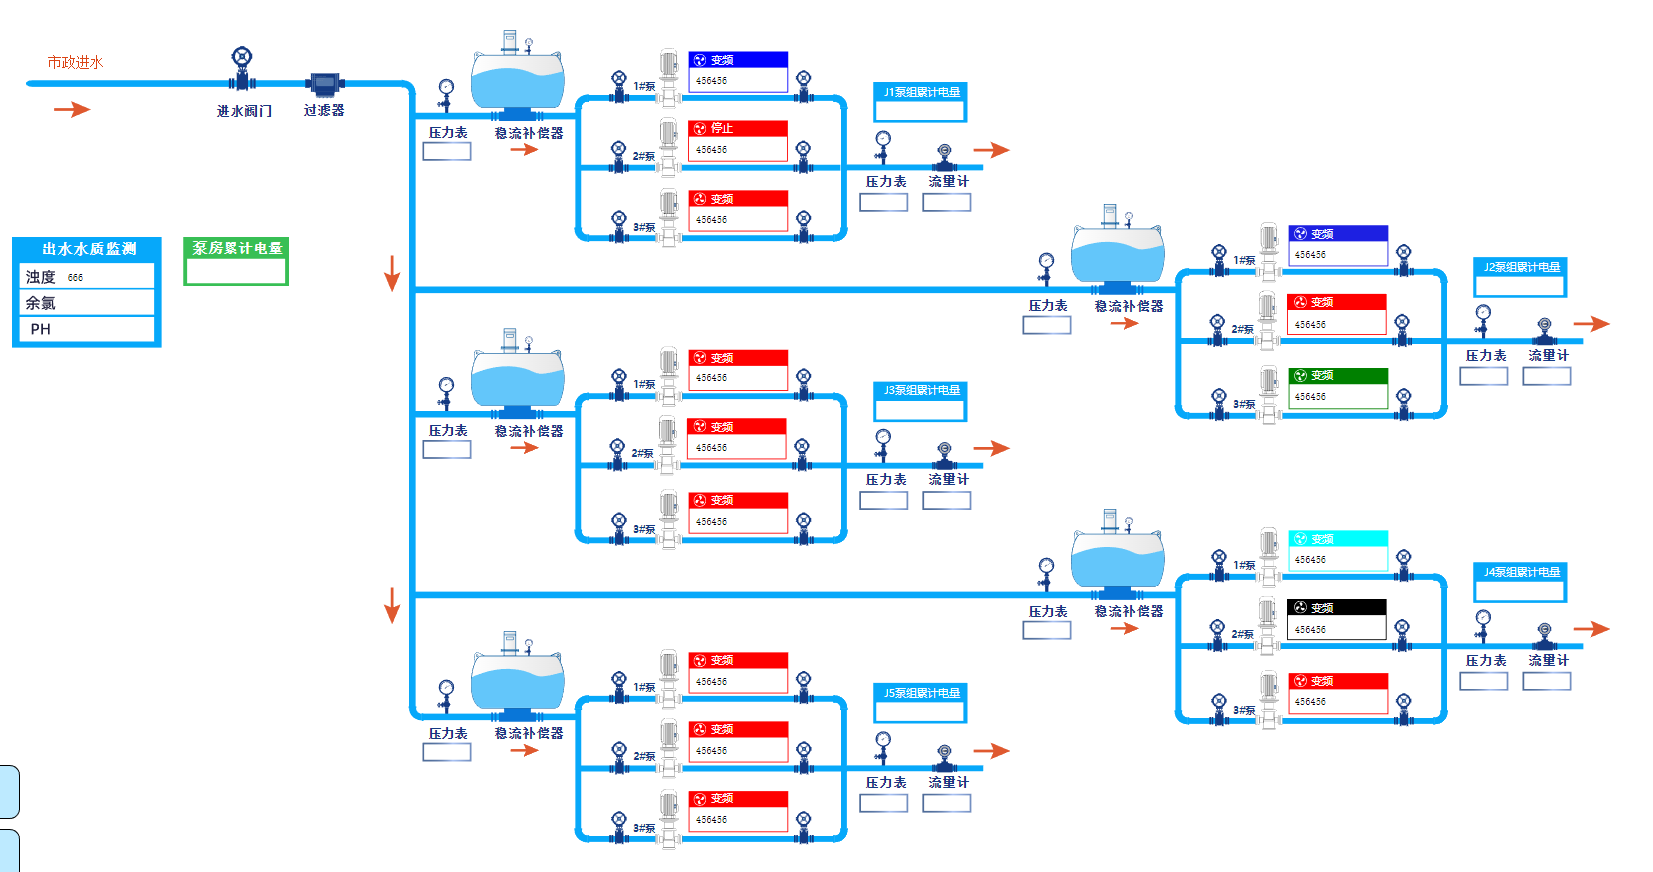 市政进水
进水阀门
过滤器
出水水质监测
浊度 666
余氯
PH
泵房累计电量
压力表
稳流补偿器
1#泵
变频
456456
2#泵
停止
456456
3#泵
变频
456456
J1泵组累计电量
压力表
流量计
压力表
稳流补偿器
1#泵
变频
456456
2#泵
变频
456456
3#泵
变频
456456
J2泵组累计电量
压力表
流量计
压力表
稳流补偿器
1#泵
变频
456456
2#泵
变频
456456
3#泵
变频
456456
J3泵组累计电量
压力表
流量计
压力表
稳流补偿器
1#泵
变频
456456
2#泵
变频
456456
3#泵
变频
456456
J4泵组累计电量
压力表
流量计
压力表
稳流补偿器
1#泵
变频
456456
2#泵
变频
456456
3#泵
变频
456456
J5泵组累计电量
压力表
流量计